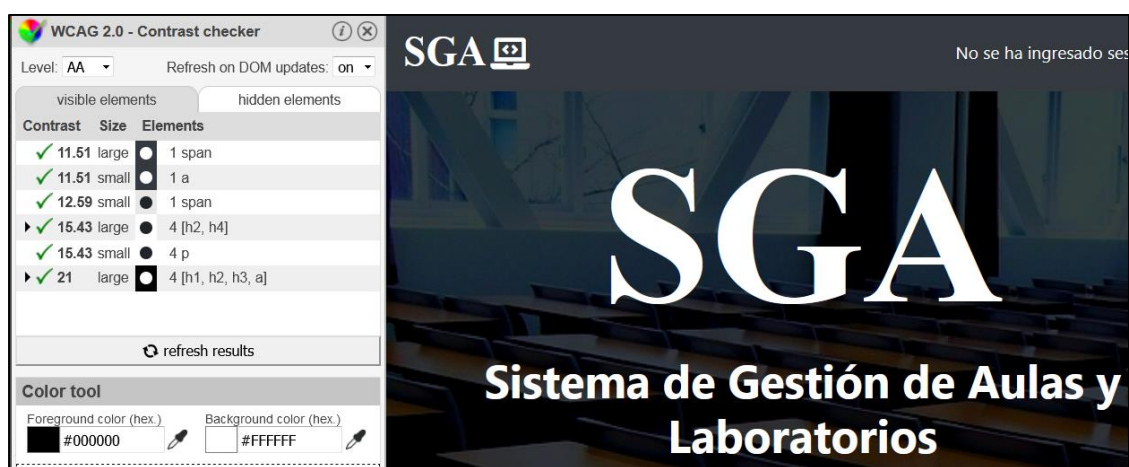 WCAG 2.0 - Contrast checker
Level: AA Refresh on DOM updates: on
visible elements hidden elements
Contrast Size Elements
11.51 large 1 span
11.51 small 1 a
12.59 small 1 span
15.43 large 4 [h2, h4]
15.43 small 4 p
21 large 4 [h1, h2, h3, a]
refresh results
Color tool
Foreground color (hex.) Background color (hex.)
#000000 #FFFFFF
SGA
No se ha ingresado
SGA
Sistema de Gestión de Aulas y
Laboratorios